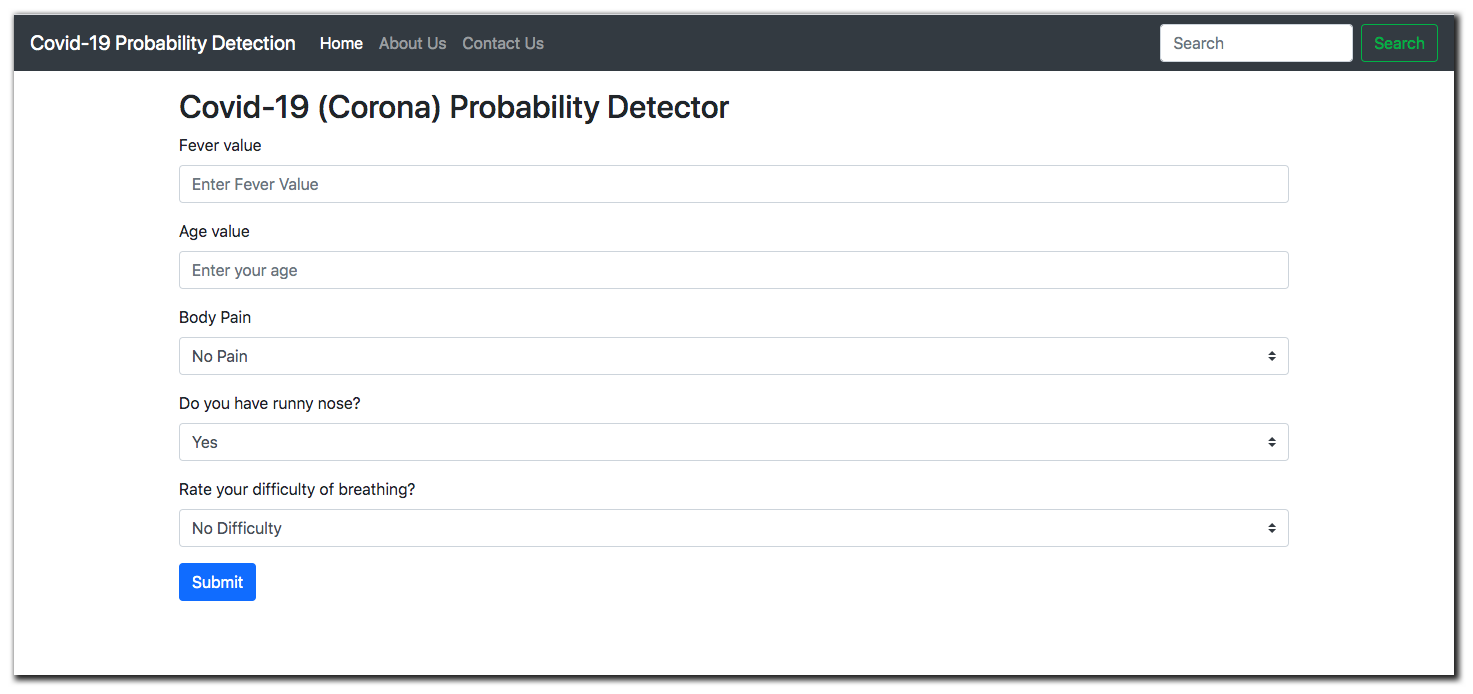 Covid-19 Probability Detection Home About Us Contact Us Search Search
Covid-19 (Corona) Probability Detector
Fever value
Enter Fever Value
Age value
Enter your age
Body Pain
No Pain
Do you have runny nose?
Yes
Rate your difficulty of breathing?
No Difficulty
Submit